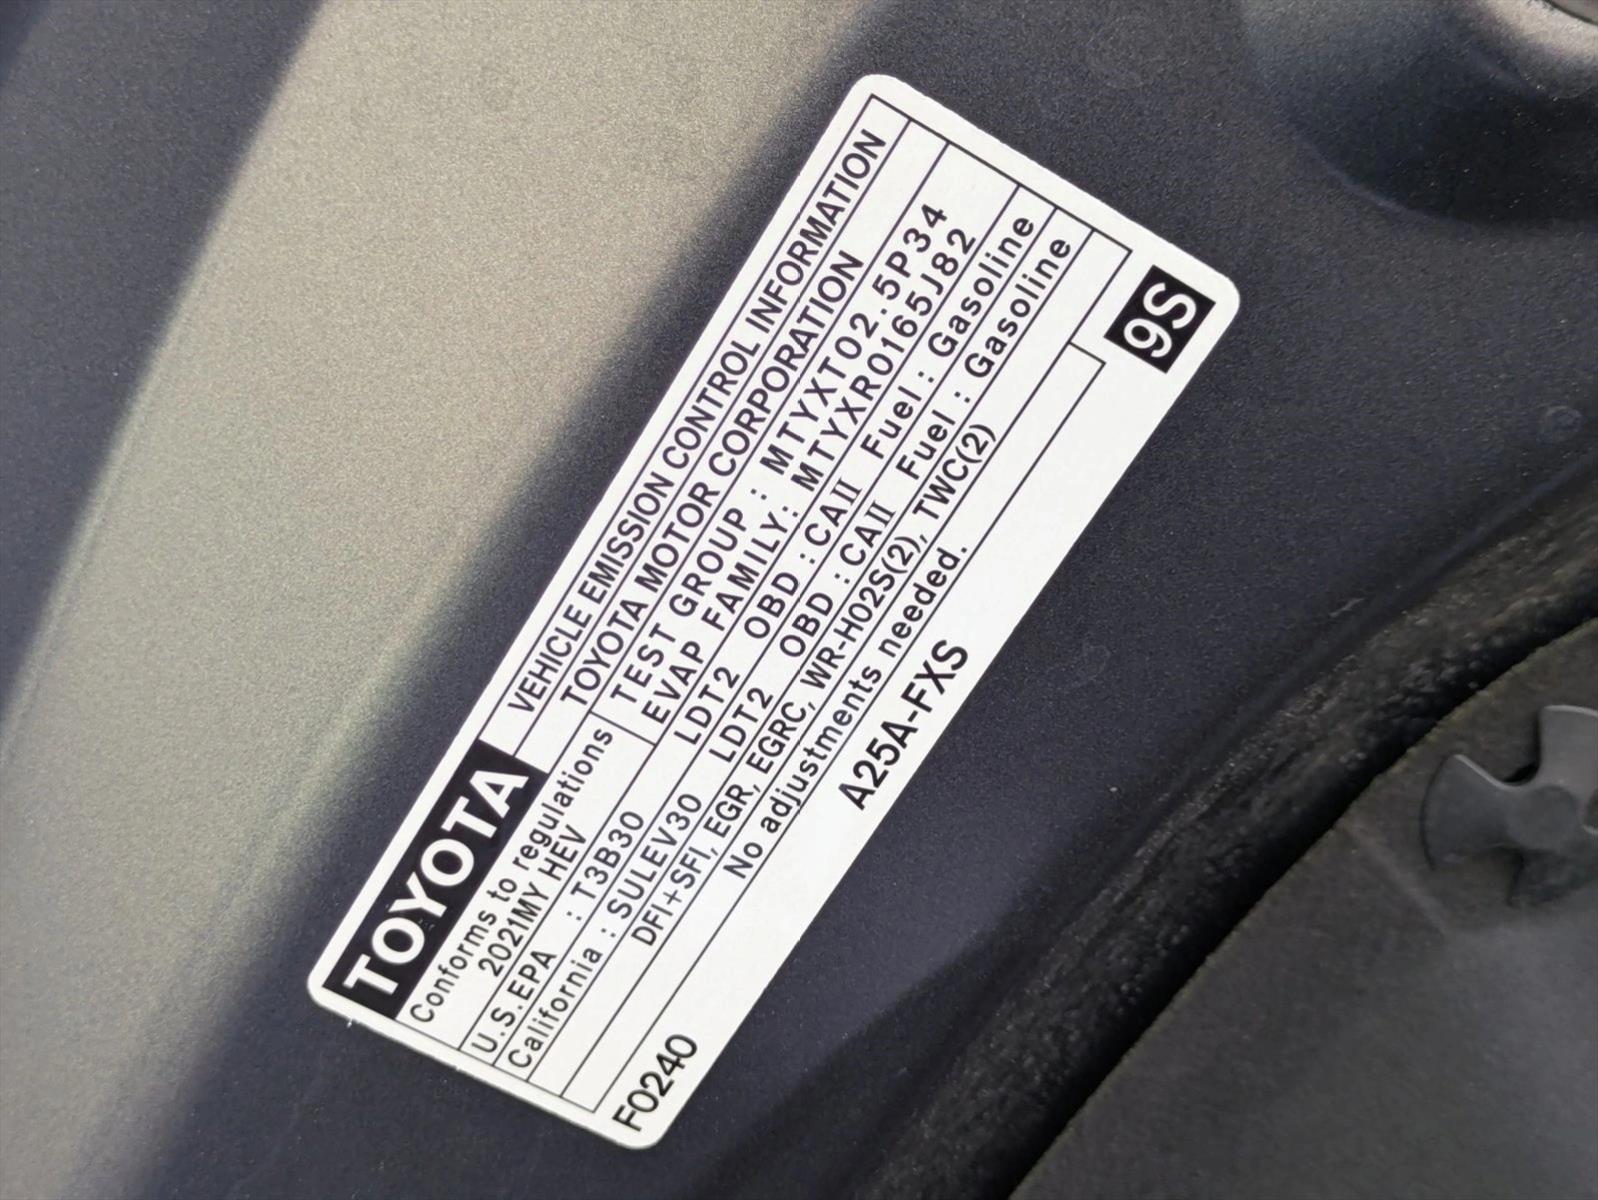 TOYOTA
VEHICLE EMISSION CONTROL INFORMATION
TOYOTA MOTOR CORPORATION
Conforms to regulations
2021MY HEV
TEST GROUP : MTYXT02.5P34
EVAP FAMILY: MTYXR0165J82
U.S.EPA : T3B30 LDT2 OBD : CAII Fuel : Gasoline
California : SULEV30 LDT2 OBD : CAII Fuel : Gasoline
DFI+SFI, EGR, EGRC, WR-HO2S(2), TWC(2)
No adjustments needed.
F0240 A25A-FXS 9S